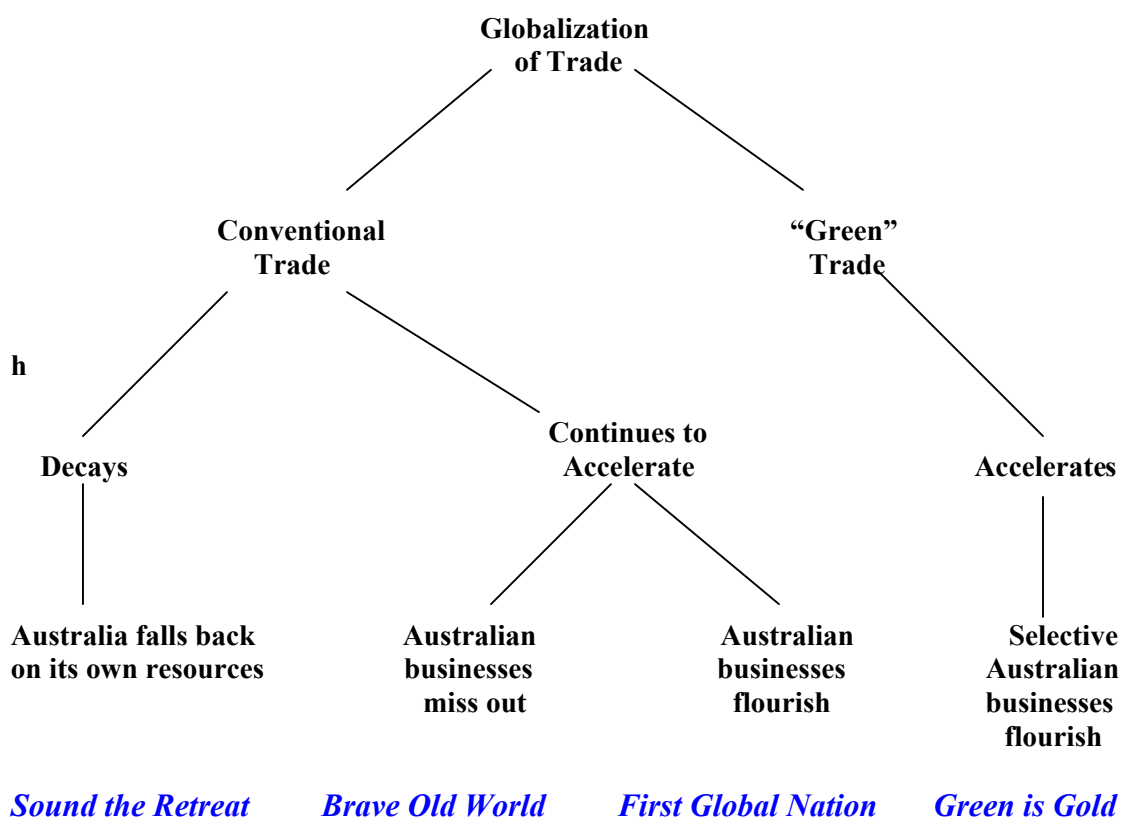 Globalization
of Trade
Conventional
Trade
“Green”
Trade
h
Decays
Continues to
Accelerate
Accelerates
Australia falls back
on its own resources
Australian
businesses
miss out
Australian
businesses
flourish
Selective
Australian
businesses
flourish
Sound the Retreat
Brave Old World
First Global Nation
Green is Gold